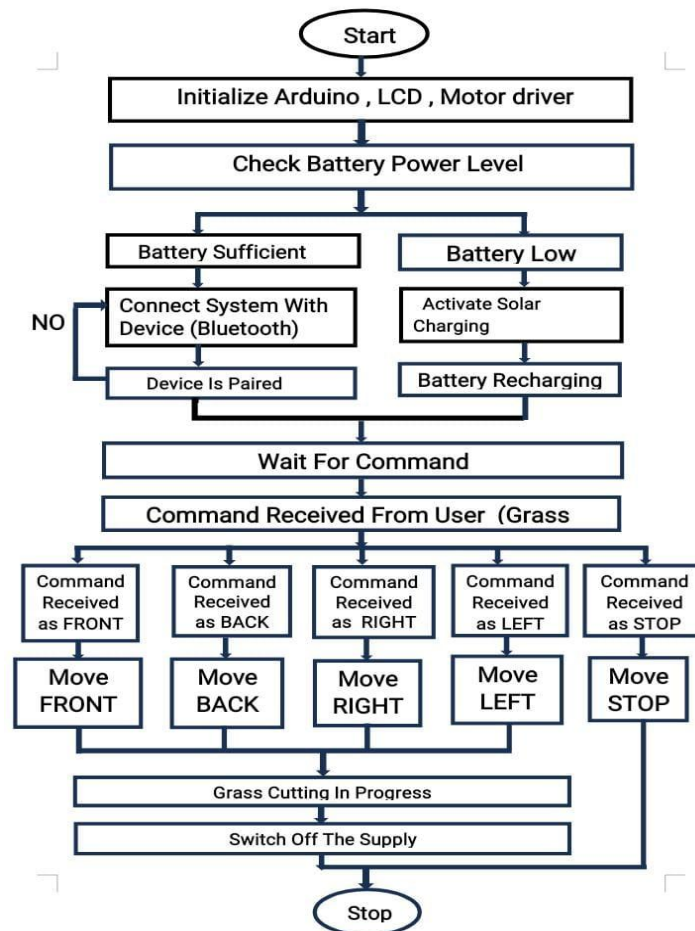 Start
Initialize Arduino , LCD , Motor driver
Check Battery Power Level
Battery Sufficient
Battery Low
Connect System With
Device (Bluetooth)
Activate Solar
Charging
NO
Device Is Paired
Battery Recharging
Wait For Command
Command Received From User (Grass
Command
Received
as FRONT
Command
Received
as BACK
Command
Received
as RIGHT
Command
Received
as LEFT
Command
Received
as STOP
Move
FRONT
Move
BACK
Move
RIGHT
Move
LEFT
Move
STOP
Grass Cutting In Progress
Switch Off The Supply
Stop